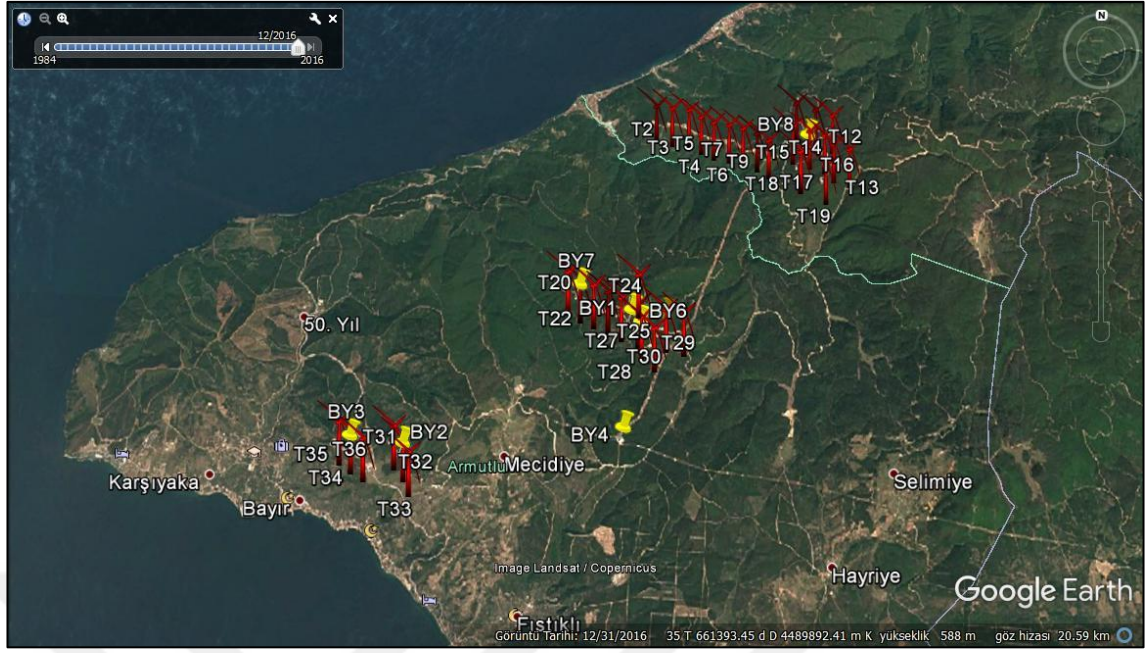 12/2016
1984
2016
N
T2
T3
T5
T4
T7
T6
T9
BY8
T15
T14
T12
T16
T18
T17
T13
T19
BY7
T20
T24
T22
BY1
BY6
T25
T27
T29
T30
T28
50. Yıl
BY3
T31
BY2
T35
T36
T32
T34
T33
BY4
Armutlu
Mecidiye
Karşıyaka
Bayır
Selimiye
Hayriye
Fıstıklı
Image Landsat / Copernicus
Google Earth
Görüntü Tarihi: 12/31/2016 35 T 661393.45 d D 4489892.41 m K yükseklik 588 m göz hizası 20.59 km